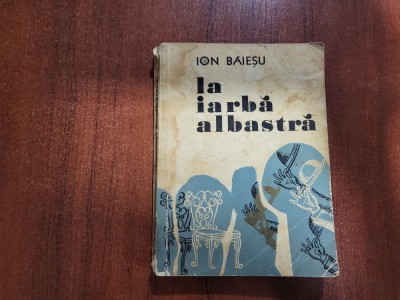 ION BAIEȘU
la
iarbă
albastră